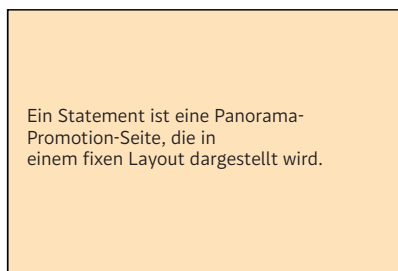 Ein Statement ist eine Panorama-
Promotion-Seite, die in
einem fixen Layout dargestellt wird.